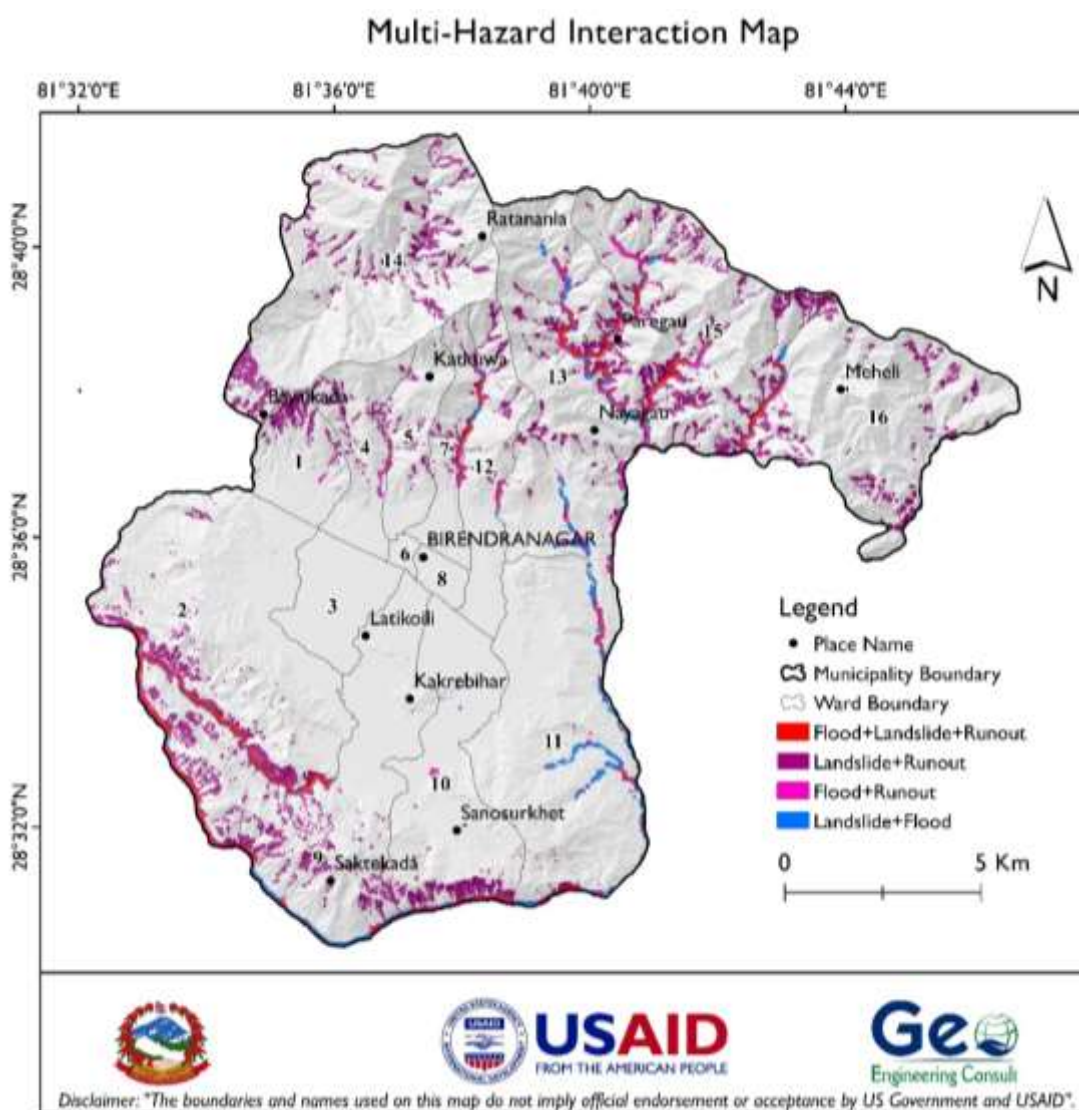 Multi-Hazard Interaction Map
81°32'0"E 81°36'0"E 81°40'0"E 81°44'0"E
28°40'0"N
28°36'0"N
28°32'0"N
N
Ratananla
14
Paregau
15
13
Katkuwa
Meheli
16
Nayagau
1
4
5
7
12
BIRENDRANAGAR
6
8
3
2
Latikoili
Kakrebihar
11
10
Sanosurkhet
9
Saktekada
Legend
Place Name
Municipality Boundary
Ward Boundary
Flood+Landslide+Runout
Landslide+Runout
Flood+Runout
Landslide+Flood
0 5 Km
USAID
USAID
FROM THE AMERICAN PEOPLE
Geo
Engineering Consult
Disclaimer: "The boundaries and names used on this map do not imply official endorsement or acceptance by US Government and USAID".